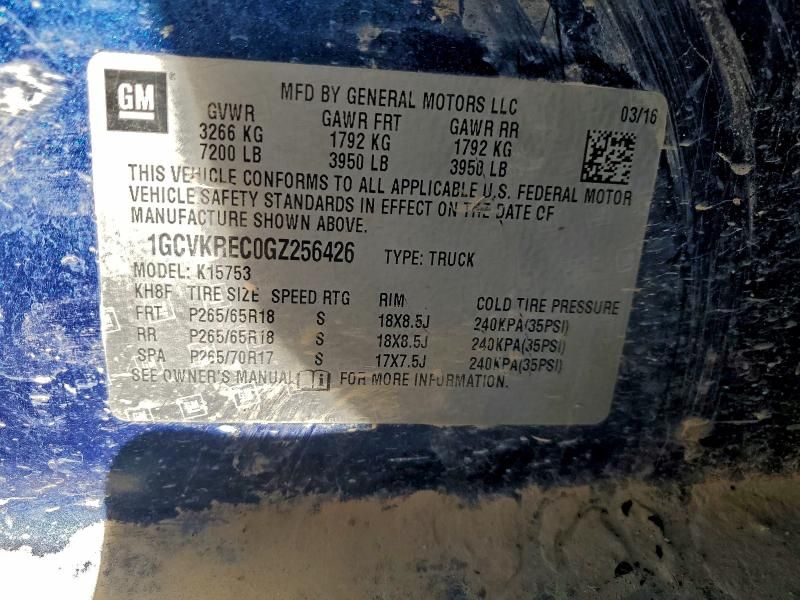 GM
MFD BY GENERAL MOTORS LLC
03/16
GVWR GAWR FRT GAWR RR
3266 KG 1792 KG 1792 KG
7200 LB 3950 LB 3950 LB
THIS VEHICLE CONFORMS TO ALL APPLICABLE U.S. FEDERAL MOTOR
VEHICLE SAFETY STANDARDS IN EFFECT ON THE DATE OF
MANUFACTURE SHOWN ABOVE.
1GCVKREC0GZ256426 TYPE: TRUCK
MODEL: K15753
KH8F TIRE SIZE SPEED RTG RIM COLD TIRE PRESSURE
FRT P265/65R18 S 18X8.5J 240KPA(35PSI)
RR P265/65R18 S 18X8.5J 240KPA(35PSI)
SPA P265/70R17 S 17X7.5J 240KPA(35PSI)
SEE OWNER'S MANUAL FOR MORE INFORMATION.